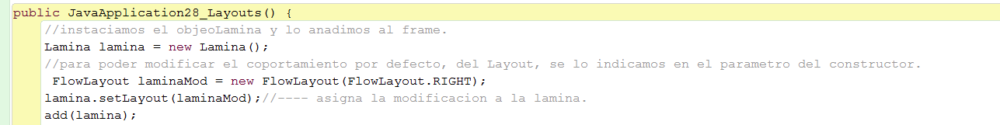 public JavaApplication28_Layouts() {
//instaciamos el objeoLamina y lo anadimos al frame.
Lamina lamina = new Lamina();
//para poder modificar el coportamiento por defecto, del Layout, se lo indicamos en el parametro del constructor.
FlowLayout laminaMod = new FlowLayout(FlowLayout.RIGHT);
lamina.setLayout(laminaMod);//---- asigna la modificacion a la lamina.
add(lamina);